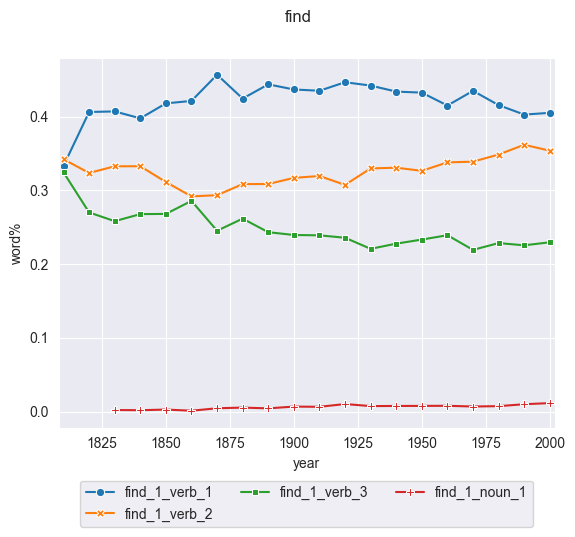 find
0.4
0.3
0.2
0.1
0.0
word%
1825 1850 1875 1900 1925 1950 1975 2000
year
find_1_verb_1 find_1_verb_3 find_1_noun_1
find_1_verb_2